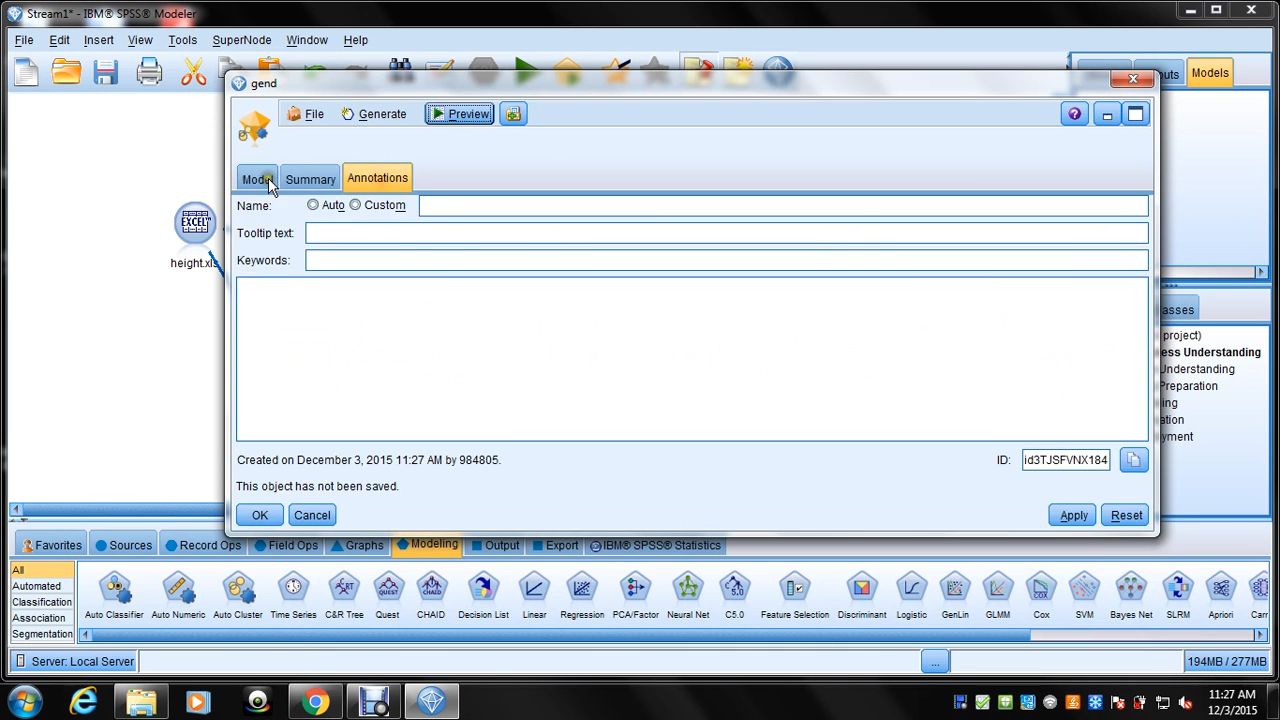 Stream1* - IBM® SPSS® Modeler
File Edit Insert View Tools SuperNode Window Help
gend
Models
File Generate Preview
Model Summary Annotations
Name: Auto Custom
Tooltip text:
Keywords:
EXCEL
height.xls
project)
ess Understanding
Understanding
Preparation
ing
ation
yment
asses
Created on December 3, 2015 11:27 AM by 984805.
ID: id3TJSFVNX184
This object has not been saved.
OK Cancel Apply Reset
Favorites Sources Record Ops Field Ops Graphs Modeling Output Export IBM® SPSS® Statistics
All
Automated
Classification
Association
Segmentation
Auto Classifier Auto Numeric Auto Cluster Time Series C&R Tree Quest CHAID Decision List Linear Regression PCA/Factor Neural Net C5.0 Feature Selection Discriminant Logistic GenLin GLMM Cox SVM Bayes Net SLRM Apriori Carr
Server: Local Server ... 194MB / 277MB
11:27 AM
12/3/2015